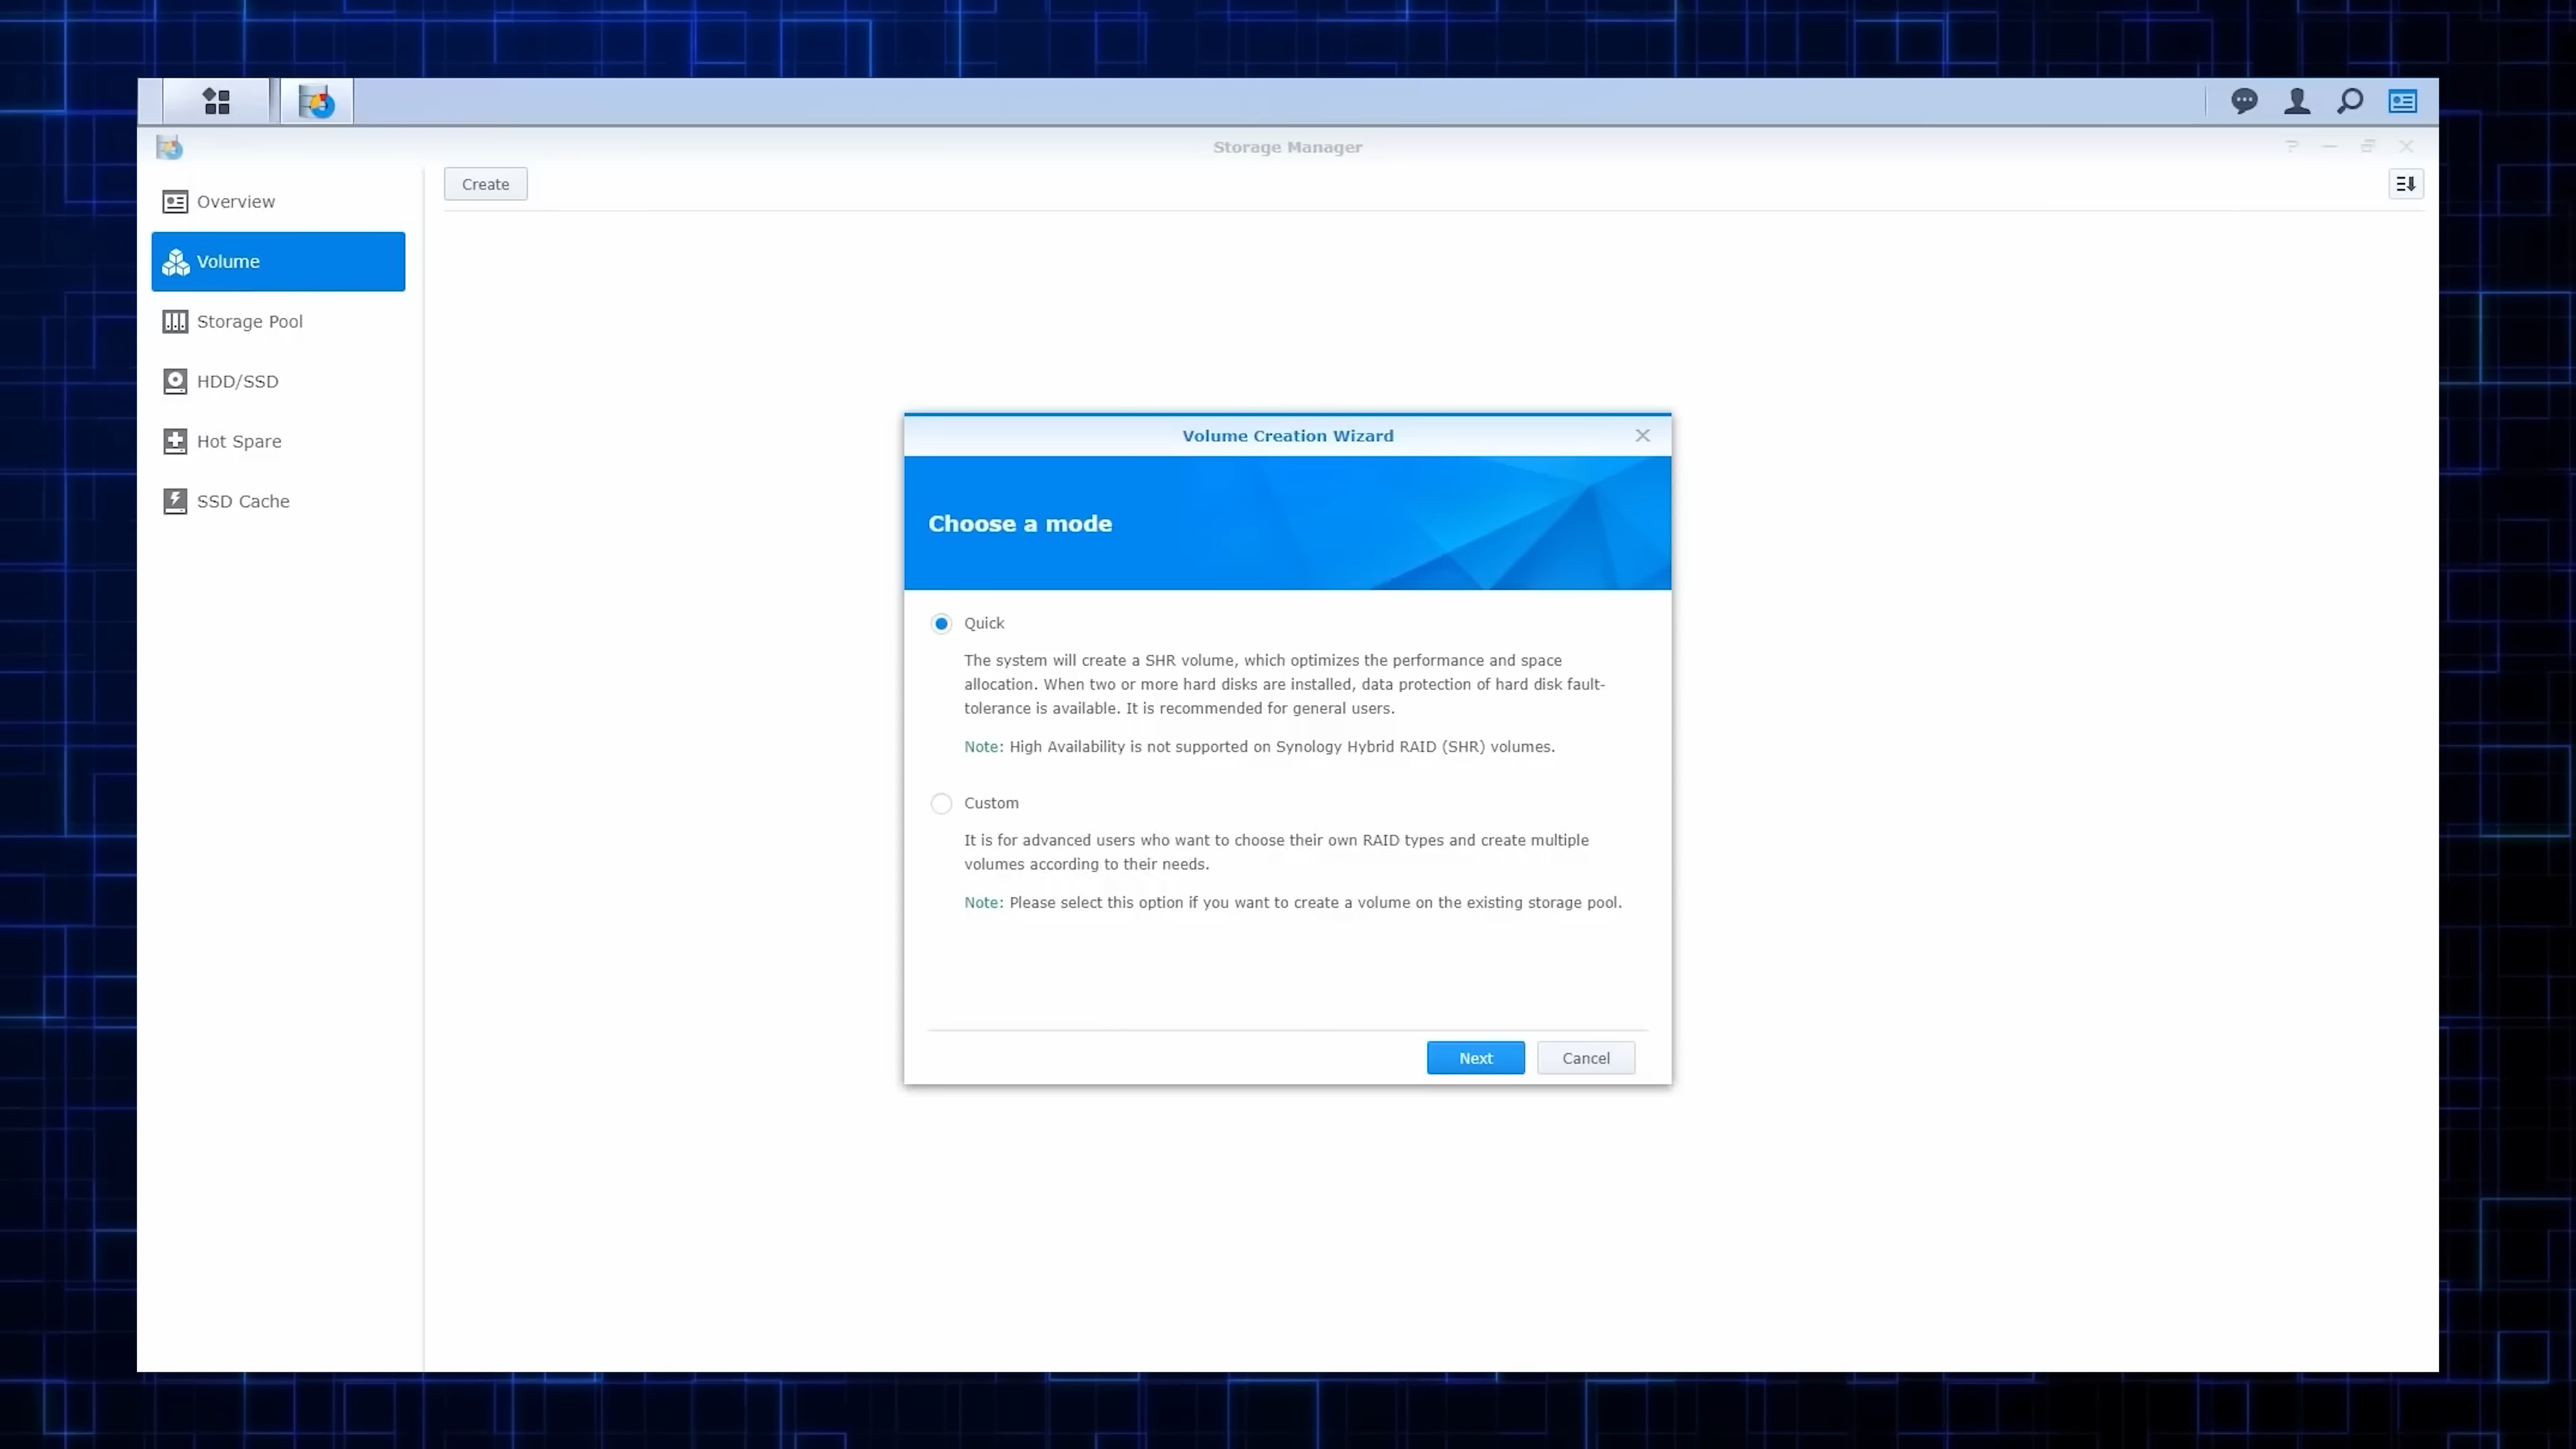 Storage Manager
Create
Overview
Volume
Storage Pool
HDD/SSD
Hot Spare
SSD Cache
Volume Creation Wizard
Choose a mode
Quick
The system will create a SHR volume, which optimizes the performance and space
allocation. When two or more hard disks are installed, data protection of hard disk fault-
tolerance is available. It is recommended for general users.
Note: High Availability is not supported on Synology Hybrid RAID (SHR) volumes.
Custom
It is for advanced users who want to choose their own RAID types and create multiple
volumes according to their needs.
Note: Please select this option if you want to create a volume on the existing storage pool.
Next
Cancel